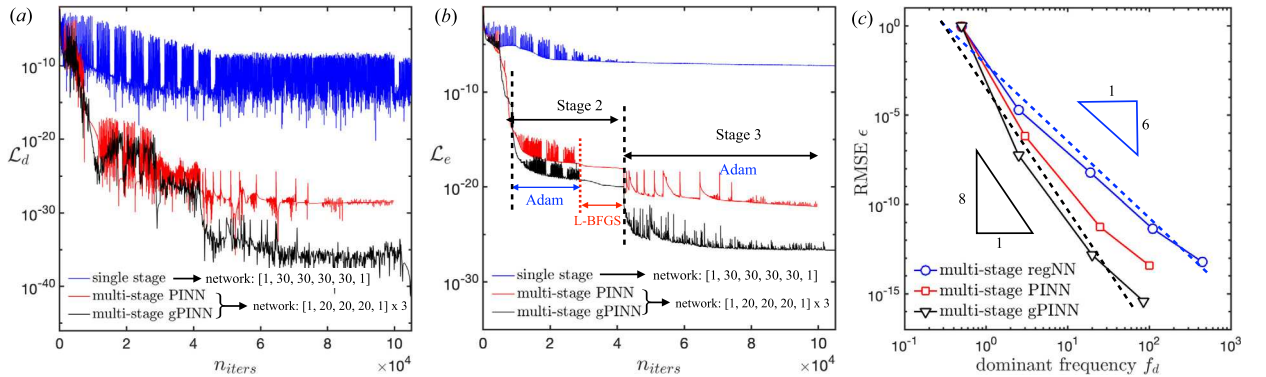 (a)
10^-10
10^-20
10^-30
10^-40
L_d
single stage
multi-stage PINN
multi-stage gPINN
network: [1, 30, 30, 30, 30, 1]
network: [1, 20, 20, 20, 1] x 3
0 2 4 6 8 10
×10^4
n_iters
(b)
10^0
10^-10
10^-20
10^-30
L_e
Stage 2
Stage 3
Adam
L-BFGS
Adam
single stage
multi-stage PINN
multi-stage gPINN
network: [1, 30, 30, 30, 30, 1]
network: [1, 20, 20, 20, 1] x 3
0 2 4 6 8 10
×10^4
n_iters
(c)
10^0
10^-5
10^-10
10^-15
RMSE ϵ
1
6
8
1
multi-stage regNN
multi-stage PINN
multi-stage gPINN
10^-1 10^0 10^1 10^2 10^3
dominant frequency f_d